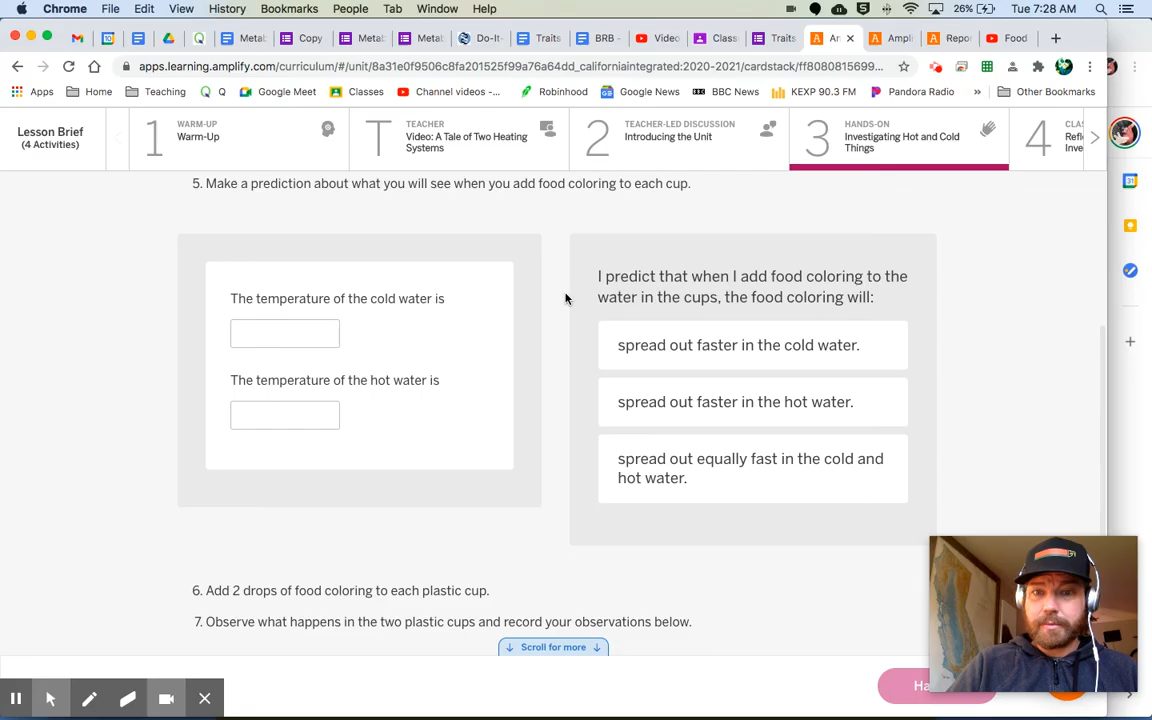 Chrome File Edit View History Bookmarks People Tab Window Help
26% Tue 7:28 AM
Metab Copy Metab Metab Do-It- Traits BRB - Video Class Traits An Ampli Repo Food
apps.learning.amplify.com/curriculum/#/unit/8a31e0f9506c8fa201525f99a76a64dd_californiaintegrated:2020-2021/cardstack/ff8080815699...
Apps Home Teaching Q Google Meet Classes Channel videos -... Robinhood Google News BBC News KEXP 90.3 FM Pandora Radio » Other Bookmarks
Lesson Brief
(4 Activities)
1
WARM-UP
Warm-Up
T
TEACHER
Video: A Tale of Two Heating
Systems
2
TEACHER-LED DISCUSSION
Introducing the Unit
3
HANDS-ON
Investigating Hot and Cold
Things
4
CLAS
Refl
Inve
5. Make a prediction about what you will see when you add food coloring to each cup.
The temperature of the cold water is
The temperature of the hot water is
I predict that when I add food coloring to the
water in the cups, the food coloring will:
spread out faster in the cold water.
spread out faster in the hot water.
spread out equally fast in the cold and
hot water.
6. Add 2 drops of food coloring to each plastic cup.
7. Observe what happens in the two plastic cups and record your observations below.
Scroll for more
Ha